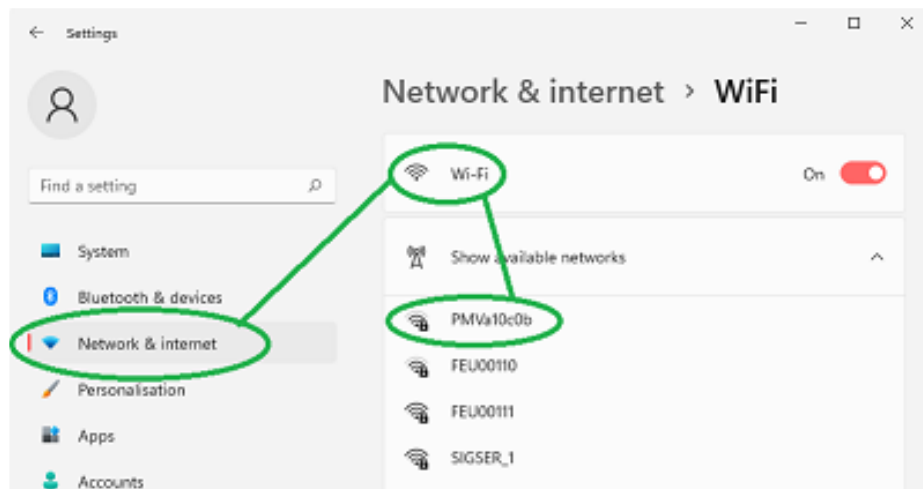 Settings
Find a setting
System
Bluetooth & devices
Network & internet
Personalisation
Apps
Accounts
Network & internet > WiFi
Wi-Fi
On
Show available networks
PMVa10c0b
FEU00110
FEU00111
SIGSER_1